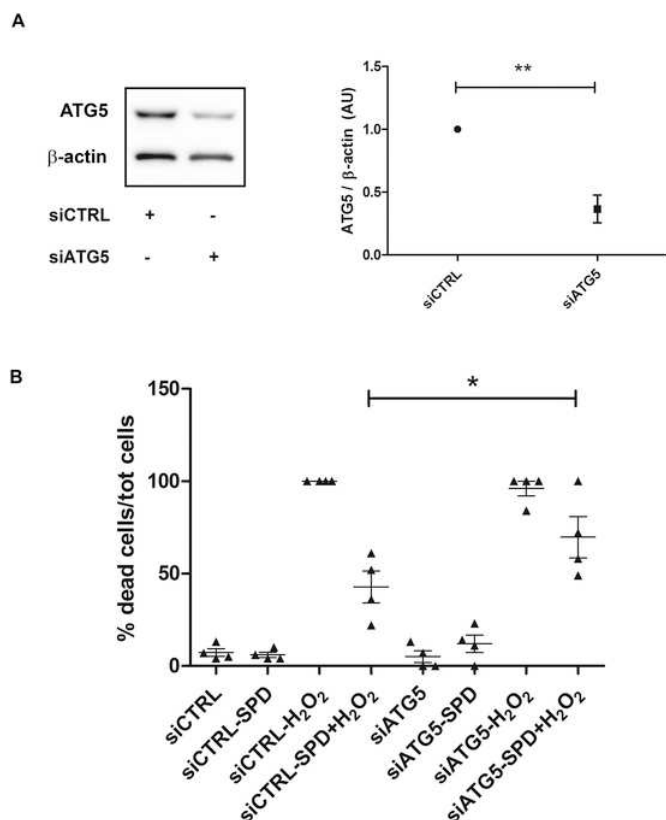 A
ATG5
β-actin
siCTRL + -
siATG5 - +
ATG5 / β-actin (AU)
1.5
1.0
0.5
0.0
**
siCTRL
siATG5
B
% dead cells/tot cells
150
100
50
0
*
siCTRL
siCTRL-SPD
siCTRL-H₂O₂
siCTRL-SPD+H₂O₂
siATG5
siATG5-SPD
siATG5-H₂O₂
siATG5-SPD+H₂O₂